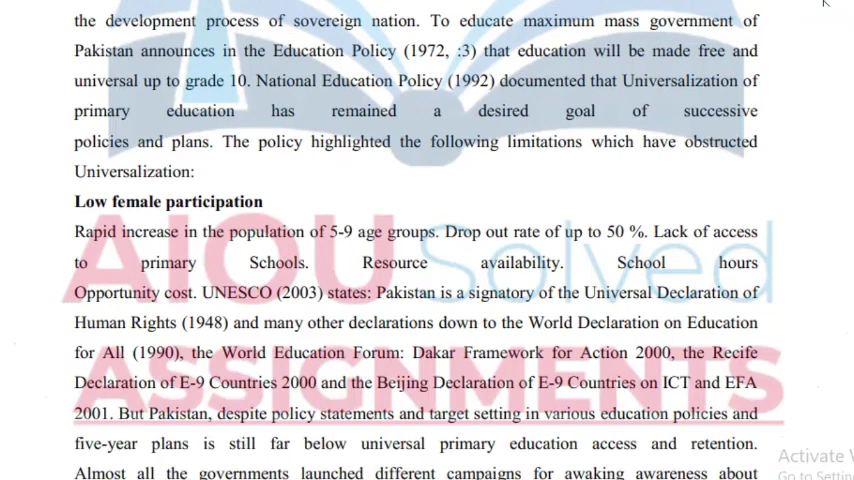 the development process of sovereign nation. To educate maximum mass government of
Pakistan announces in the Education Policy (1972, :3) that education will be made free and
universal up to grade 10. National Education Policy (1992) documented that Universalization of
primary education has remained a desired goal of successive
policies and plans. The policy highlighted the following limitations which have obstructed
Universalization:
Low female participation
Rapid increase in the population of 5-9 age groups. Drop out rate of up to 50 %. Lack of access
to primary Schools. Resource availability. School hours
Opportunity cost. UNESCO (2003) states: Pakistan is a signatory of the Universal Declaration of
Human Rights (1948) and many other declarations down to the World Declaration on Education
for All (1990), the World Education Forum: Dakar Framework for Action 2000, the Recife
Declaration of E-9 Countries 2000 and the Beijing Declaration of E-9 Countries on ICT and EFA
2001. But Pakistan, despite policy statements and target setting in various education policies and
five-year plans is still far below universal primary education access and retention.
Almost all the governments launched different campaigns for awaking awareness about
AIOU Solved
ASSIGNMENTS
Activate
Go to